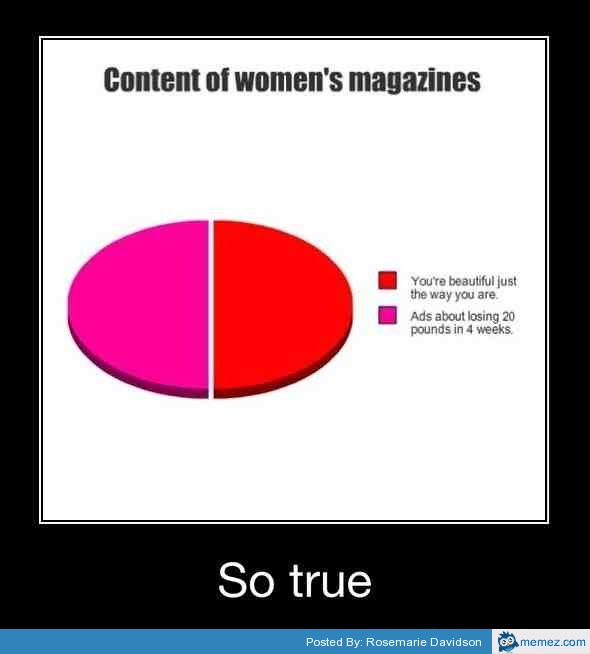 Content of women's magazines
You're beautiful just
the way you are.
Ads about losing 20
pounds in 4 weeks.
So true
Posted By: Rosemarie Davidson
memez.com